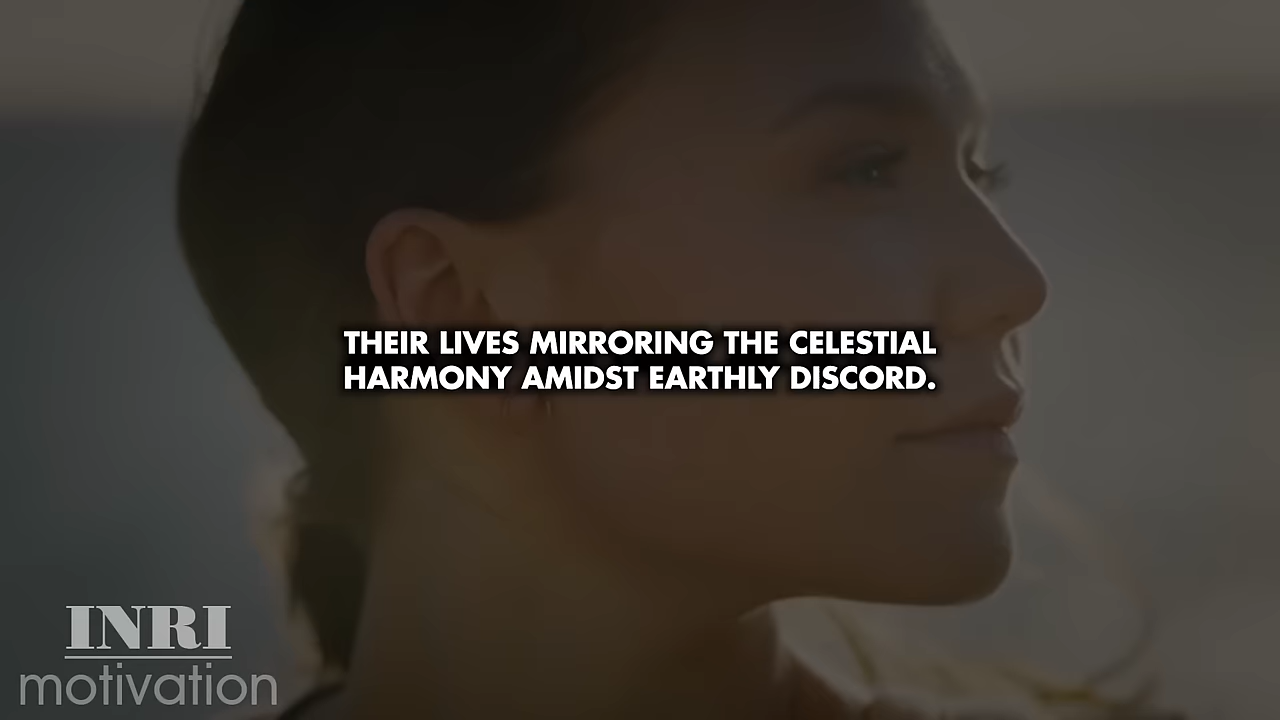 THEIR LIVES MIRRORING THE CELESTIAL
HARMONY AMIDST EARTHLY DISCORD.
INRI
motivation